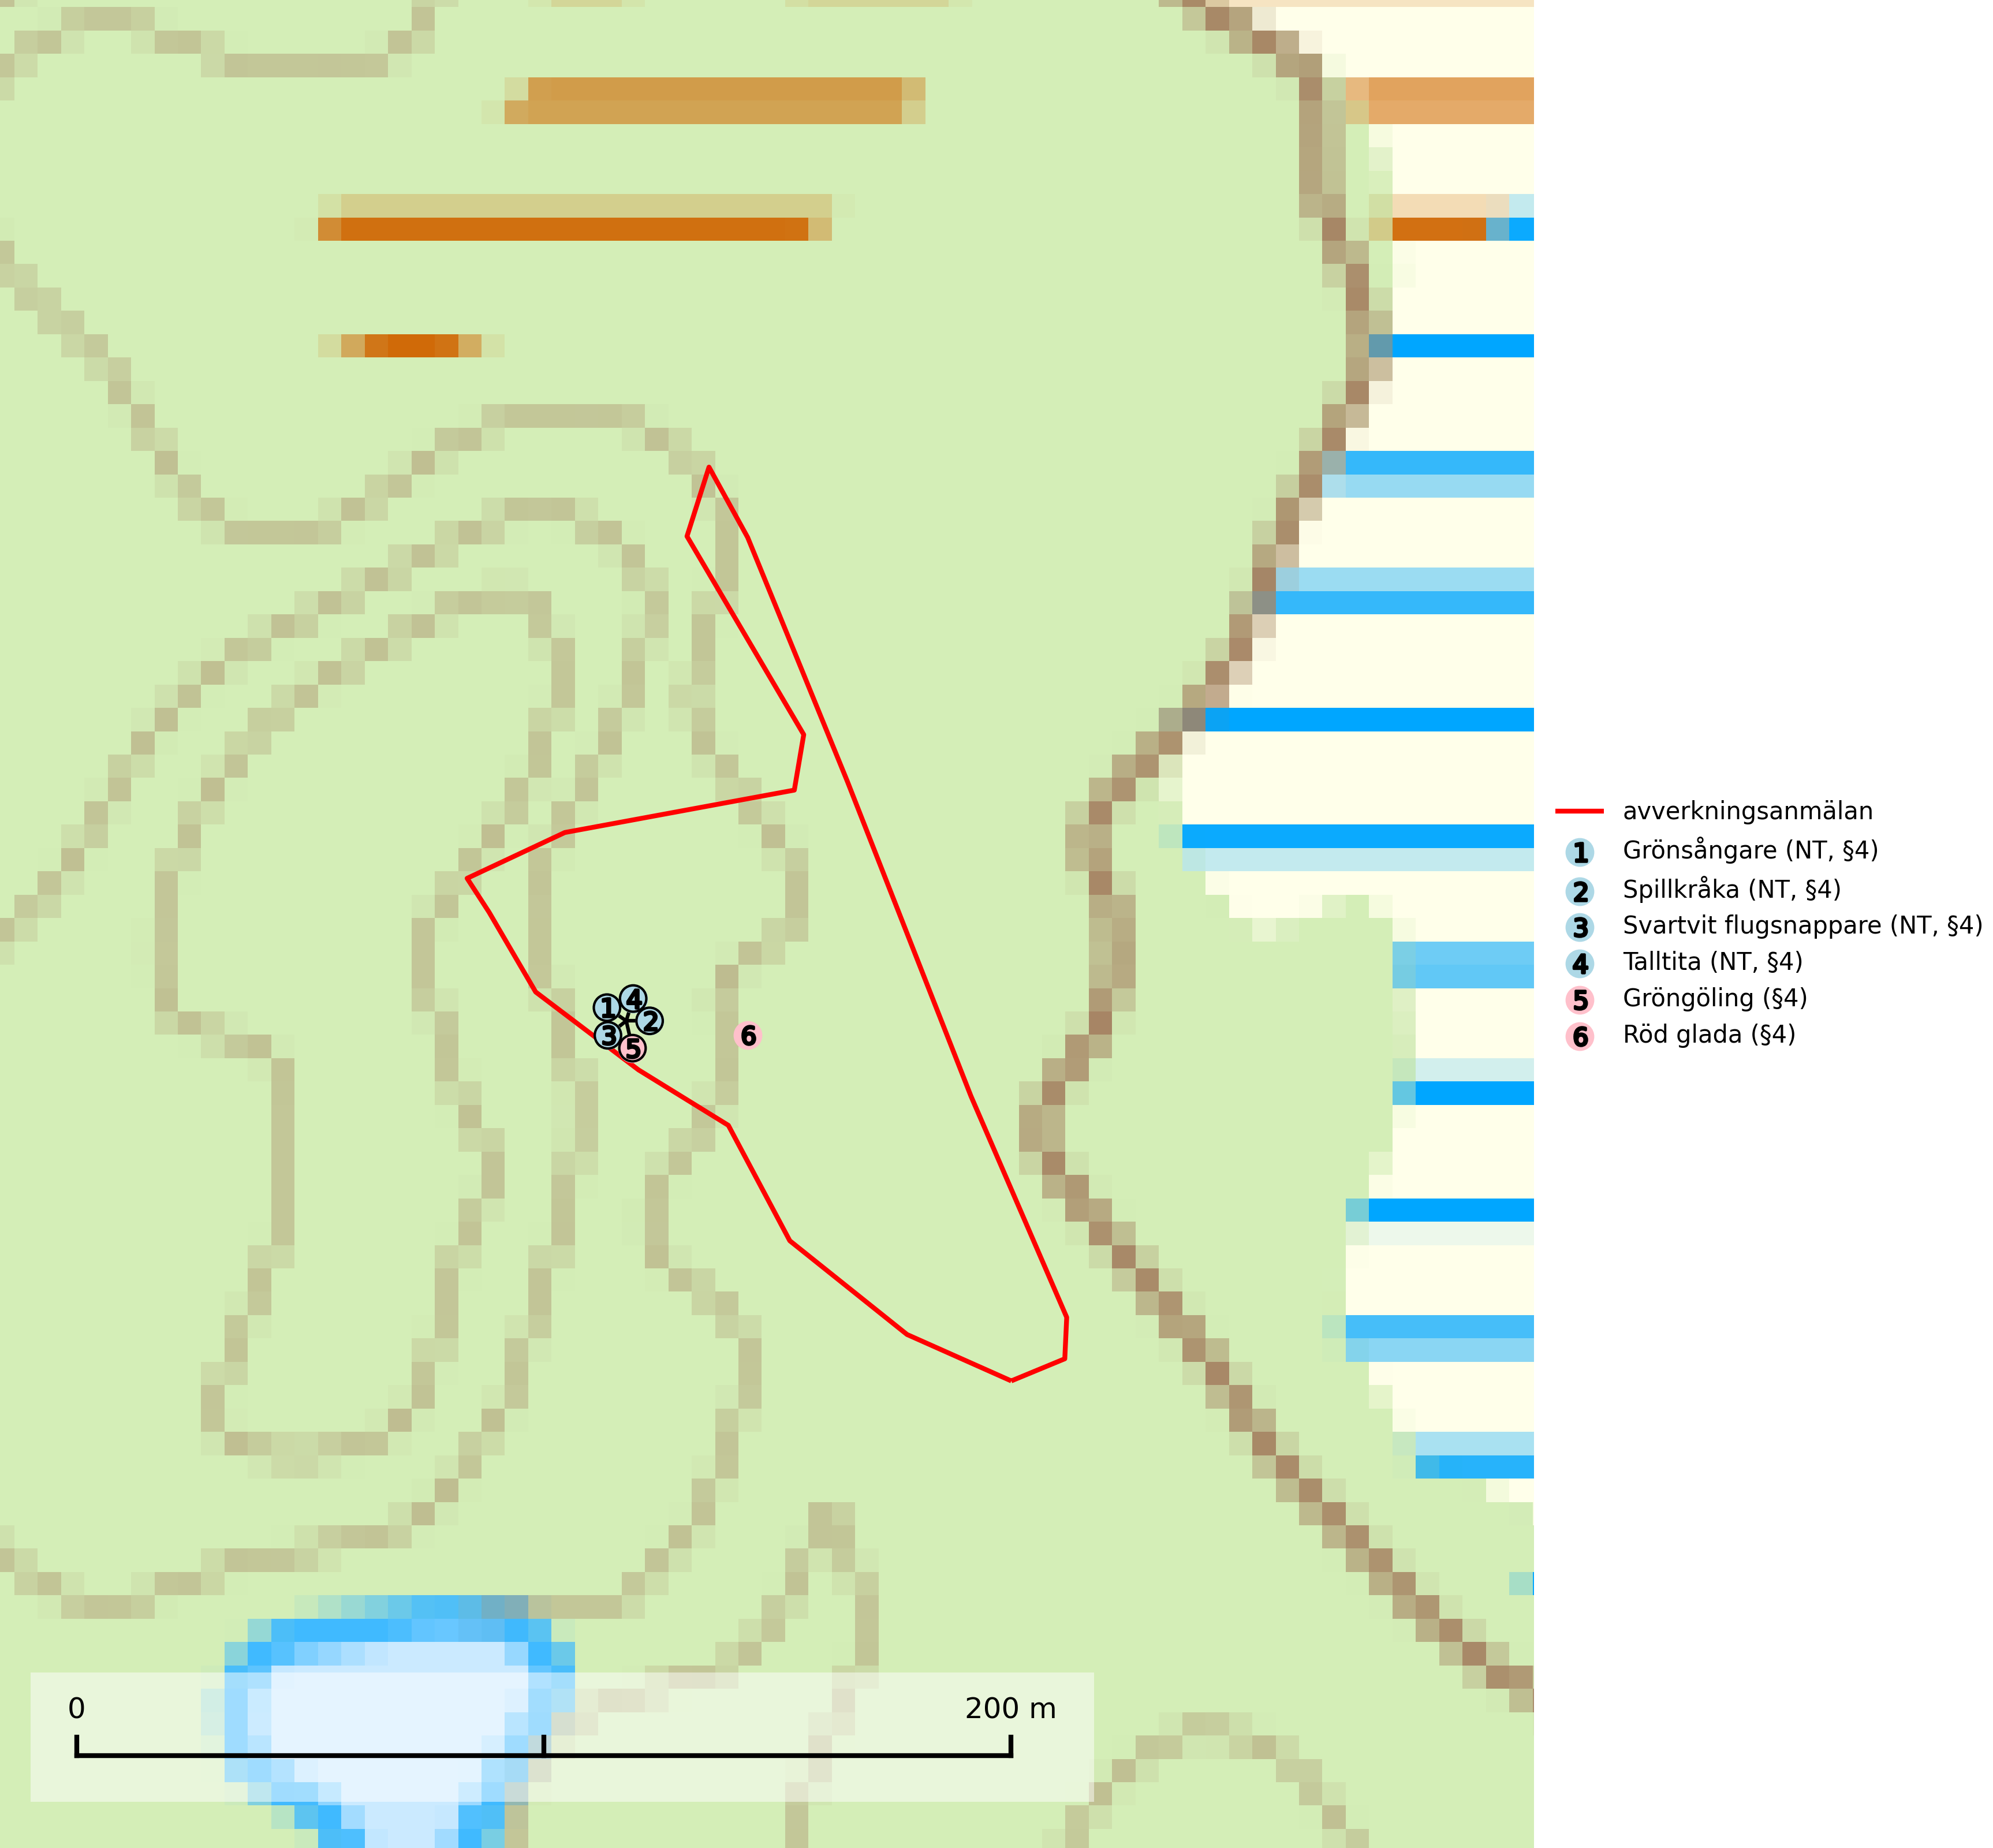 1
4
2
3
5
6
avverkningsanmälan
1 Grönsångare (NT, §4)
2 Spillkråka (NT, §4)
3 Svartvit flugsnappare (NT, §4)
4 Talltita (NT, §4)
5 Gröngöling (§4)
6 Röd glada (§4)
0 200 m